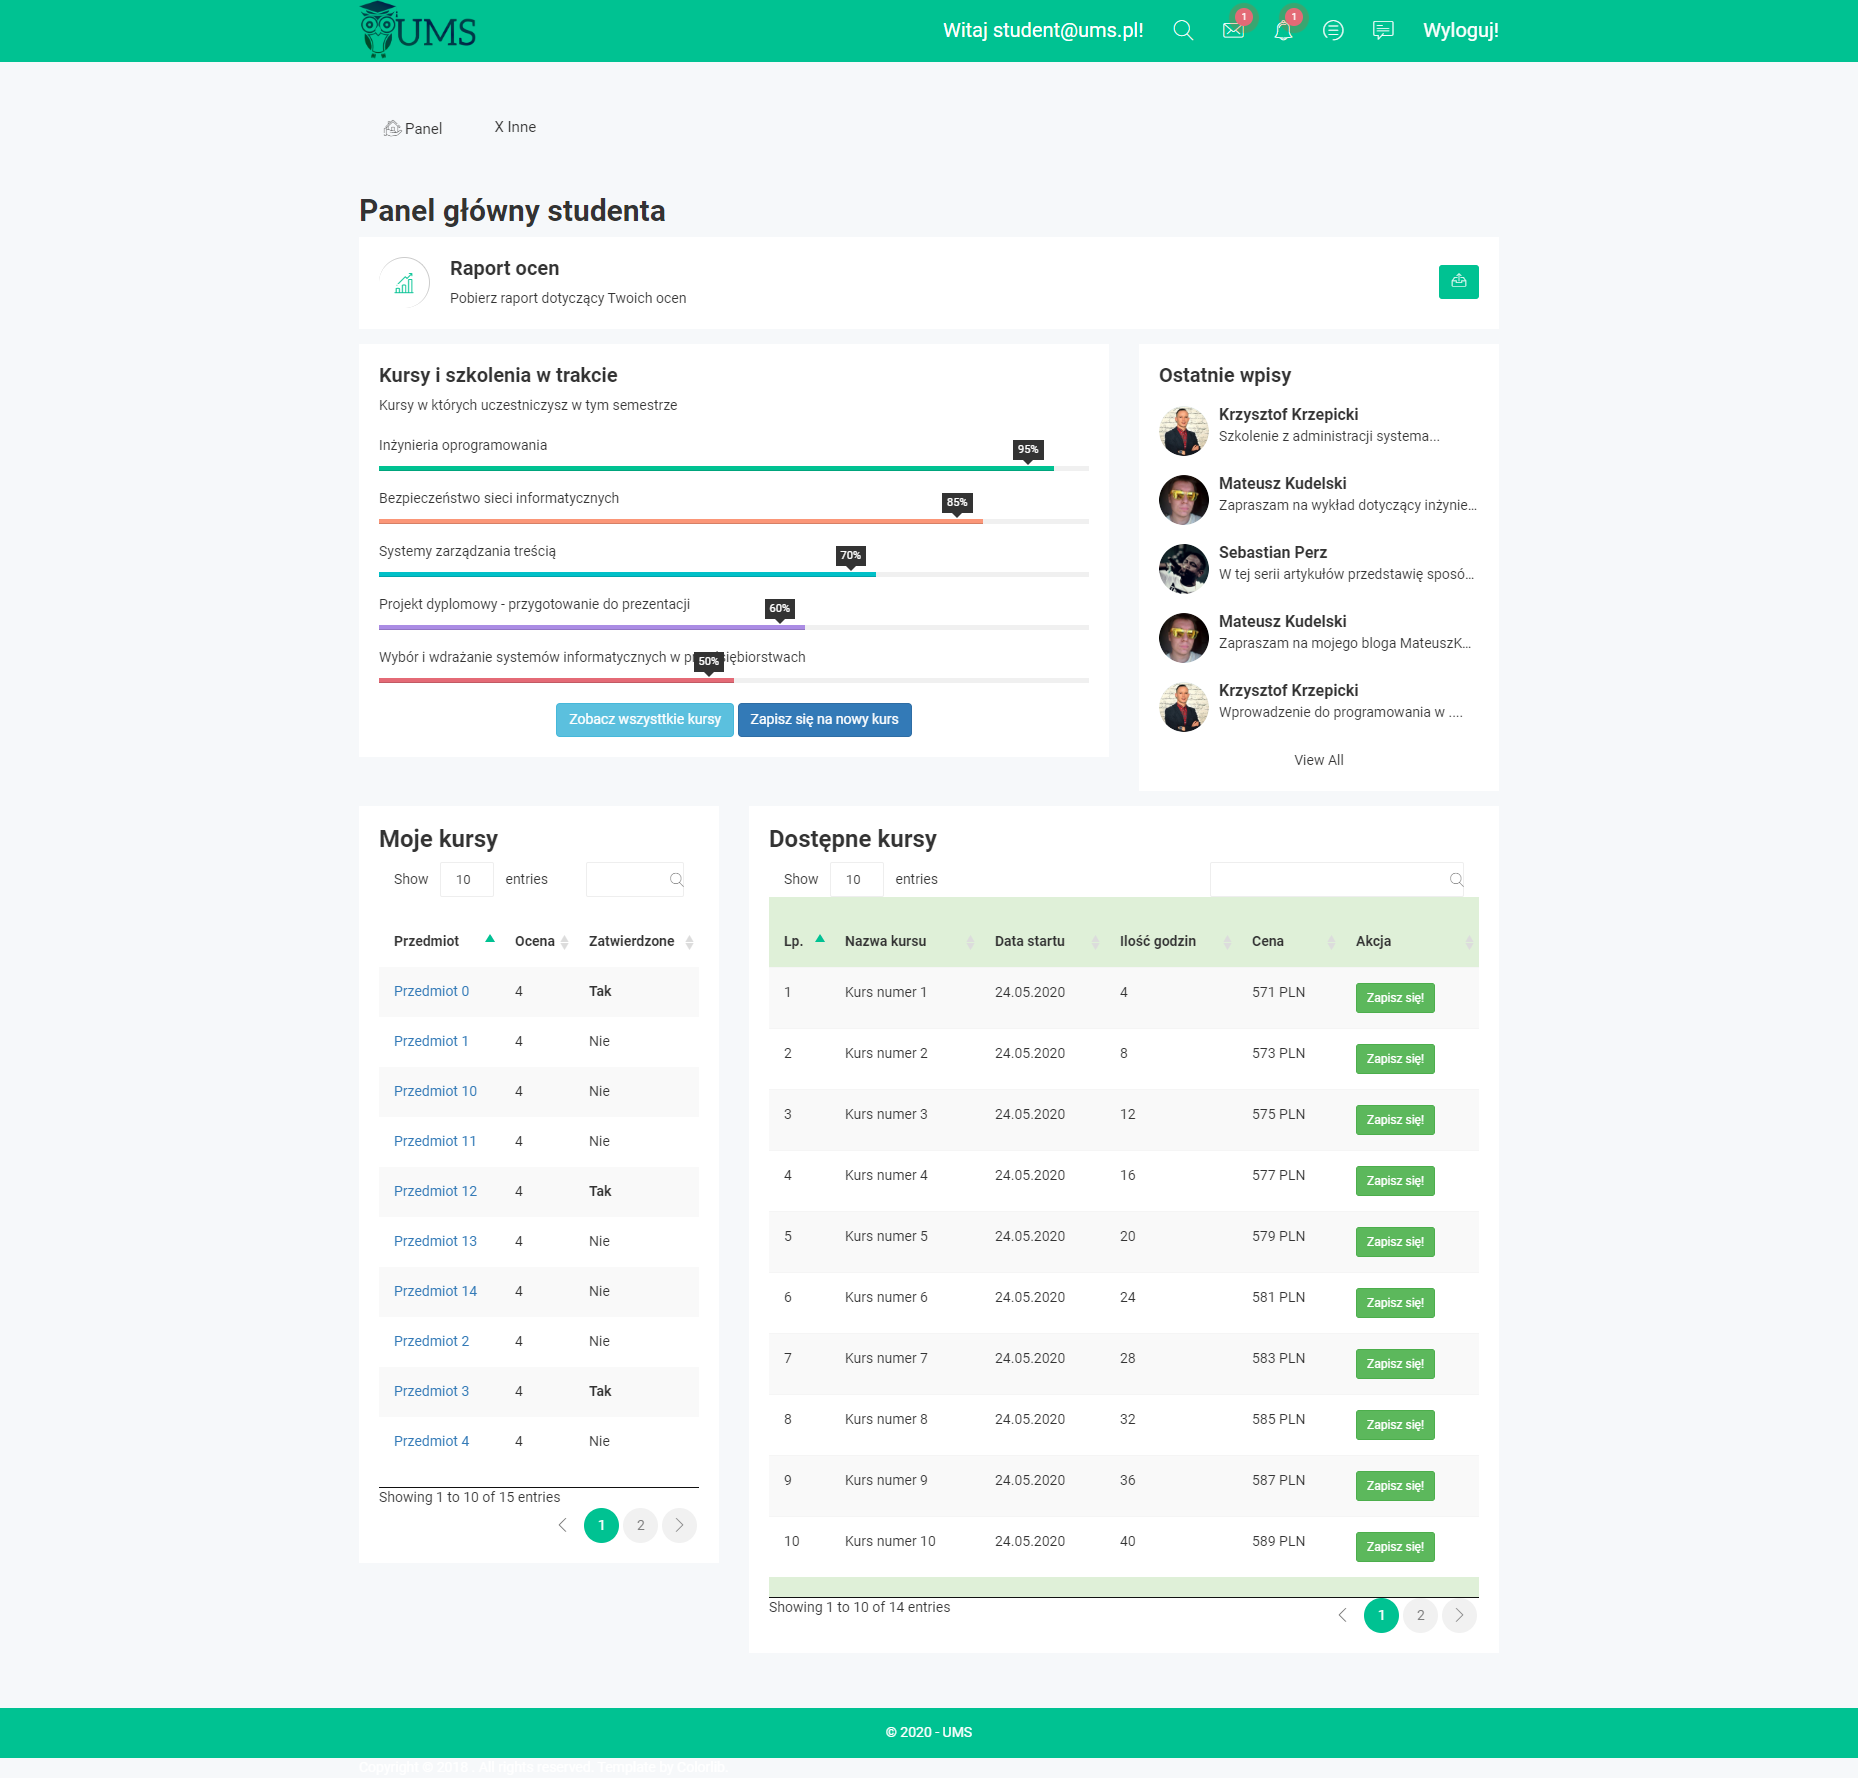 UMS
Witaj student@ums.pl!
1
1
Wyloguj!
Panel
X Inne
Panel główny studenta
Raport ocen
Pobierz raport dotyczący Twoich ocen
Kursy i szkolenia w trakcie
Kursy w których uczestniczysz w tym semestrze
Inżynieria oprogramowania
95%
Bezpieczeństwo sieci informatycznych
85%
Systemy zarządzania treścią
70%
Projekt dyplomowy - przygotowanie do prezentacji
60%
Wybór i wdrażanie systemów informatycznych w
50%
Zobacz wszysttkie kursy
Zapisz się na nowy kurs
Ostatnie wpisy
Krzysztof Krzepicki
Szkolenie z administracji systema...
Mateusz Kudelski
Zapraszam na wykład dotyczący inżynie...
Sebastian Perz
W tej serii artykułów przedstawię sposó...
Mateusz Kudelski
Zapraszam na mojego bloga MateuszK...
Krzysztof Krzepicki
Wprowadzenie do programowania w ....
View All
Moje kursy
Show 10 entries
Przedmiot Ocena Zatwierdzone
Przedmiot 0 4 Tak
Przedmiot 1 4 Nie
Przedmiot 10 4 Nie
Przedmiot 11 4 Nie
Przedmiot 12 4 Tak
Przedmiot 13 4 Nie
Przedmiot 14 4 Nie
Przedmiot 2 4 Nie
Przedmiot 3 4 Tak
Przedmiot 4 4 Nie
Showing 1 to 10 of 15 entries
1 2
Dostępne kursy
Show 10 entries
Lp. Nazwa kursu Data startu Ilość godzin Cena Akcja
1 Kurs numer 1 24.05.2020 4 571 PLN Zapisz się!
2 Kurs numer 2 24.05.2020 8 573 PLN Zapisz się!
3 Kurs numer 3 24.05.2020 12 575 PLN Zapisz się!
4 Kurs numer 4 24.05.2020 16 577 PLN Zapisz się!
5 Kurs numer 5 24.05.2020 20 579 PLN Zapisz się!
6 Kurs numer 6 24.05.2020 24 581 PLN Zapisz się!
7 Kurs numer 7 24.05.2020 28 583 PLN Zapisz się!
8 Kurs numer 8 24.05.2020 32 585 PLN Zapisz się!
9 Kurs numer 9 24.05.2020 36 587 PLN Zapisz się!
10 Kurs numer 10 24.05.2020 40 589 PLN Zapisz się!
Showing 1 to 10 of 14 entries
1 2
© 2020 - UMS
Copyright © 2018 . All rights reserved. Template by Colorlib.